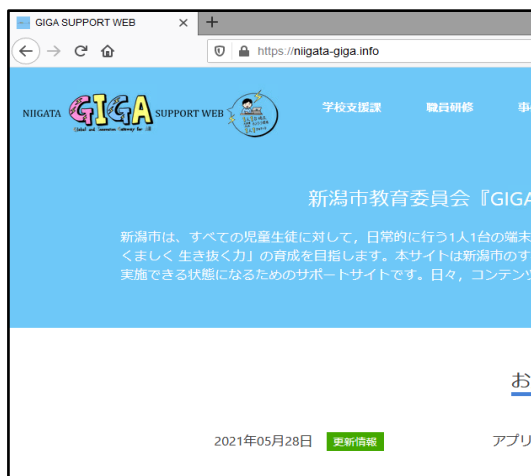 GIGA SUPPORT WEB
https://niigata-giga.info
NIIGATA GIGA SUPPORT WEB
Global and Innovation Gateway for All
学校支援課 職員研修
新潟市教育委員会『GIGA
新潟市は、すべての児童生徒に対して，日常的に行う1人1台の端末
くましく 生き抜く力」の育成を目指します。本サイトは新潟市のす
実施できる状態になるためのサポートサイトです。日々，コンテンツ
お
2021年05月28日 更新情報 アプリ